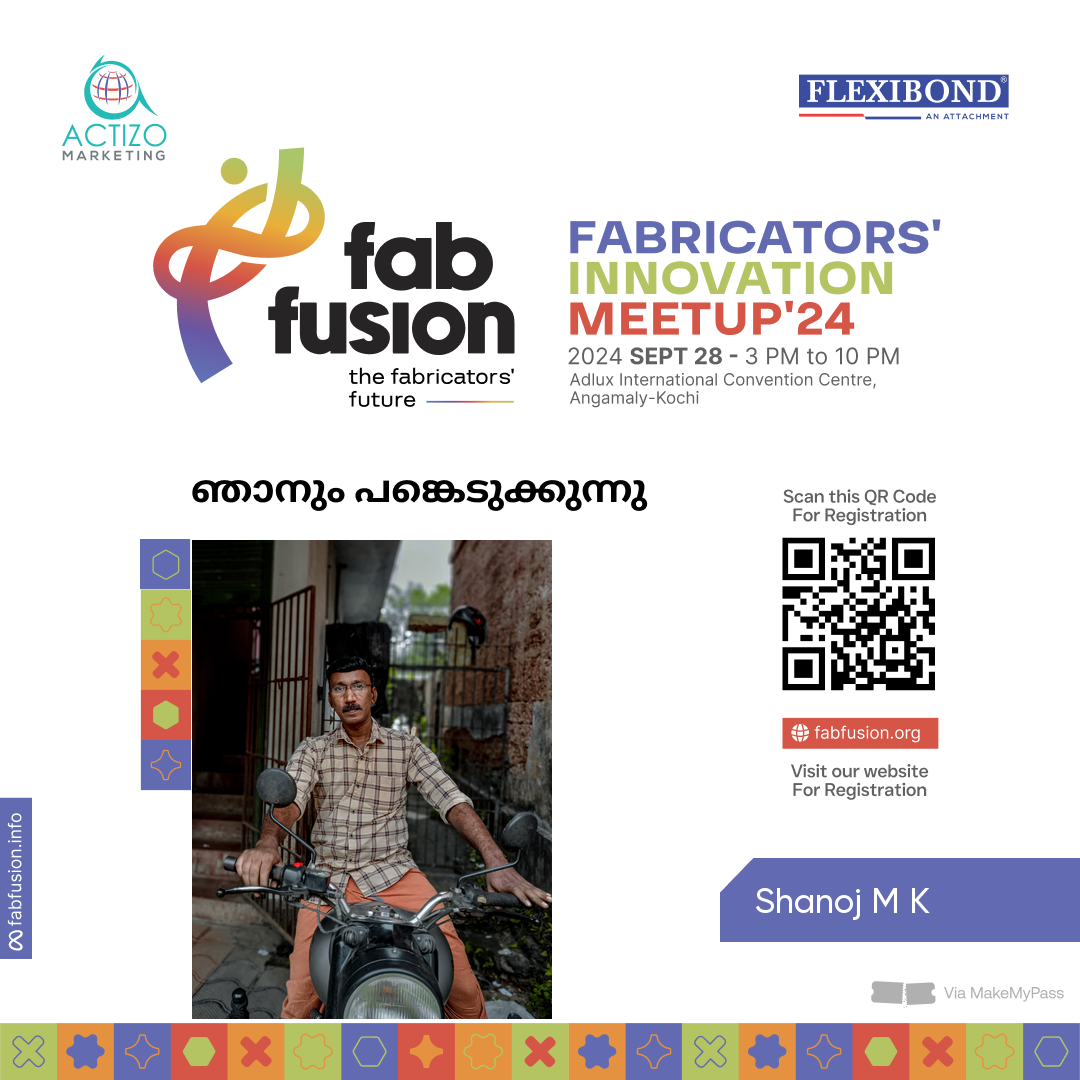 ACTIZO
MARKETING
FLEXIBOND®
AN ATTACHMENT
fab
fusion
the fabricators'
future
FABRICATORS'
INNOVATION
MEETUP'24
2024 SEPT 28 - 3 PM to 10 PM
Adlux International Convention Centre,
Angamaly-Kochi
ഞാനും പങ്കെടുക്കുന്നു
Scan this QR Code
For Registration
fabfusion.org
Visit our website
For Registration
fabfusion.info
Shanoj M K
Via MakeMyPass